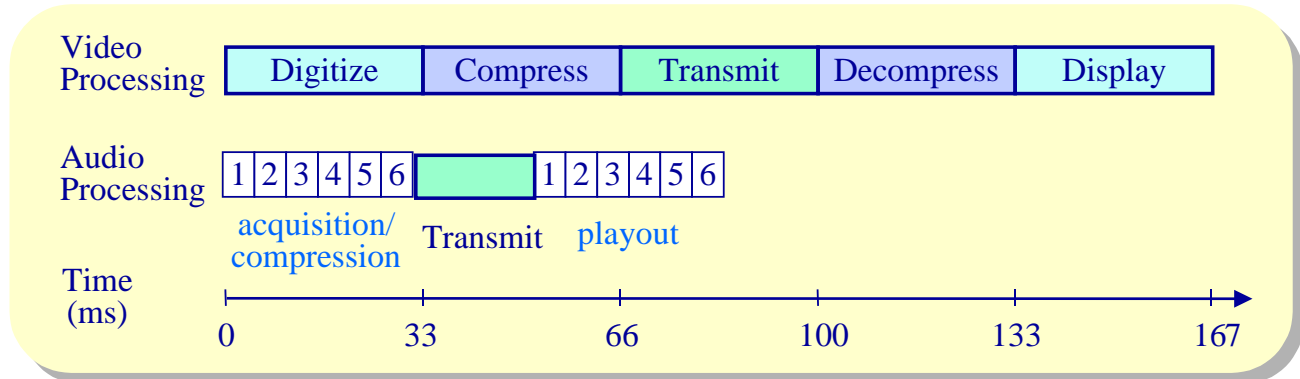 Video
Processing
Digitize Compress Transmit Decompress Display
Audio
Processing
1 2 3 4 5 6 1 2 3 4 5 6
acquisition/
compression
Transmit
playout
Time
(ms)
0 33 66 100 133 167